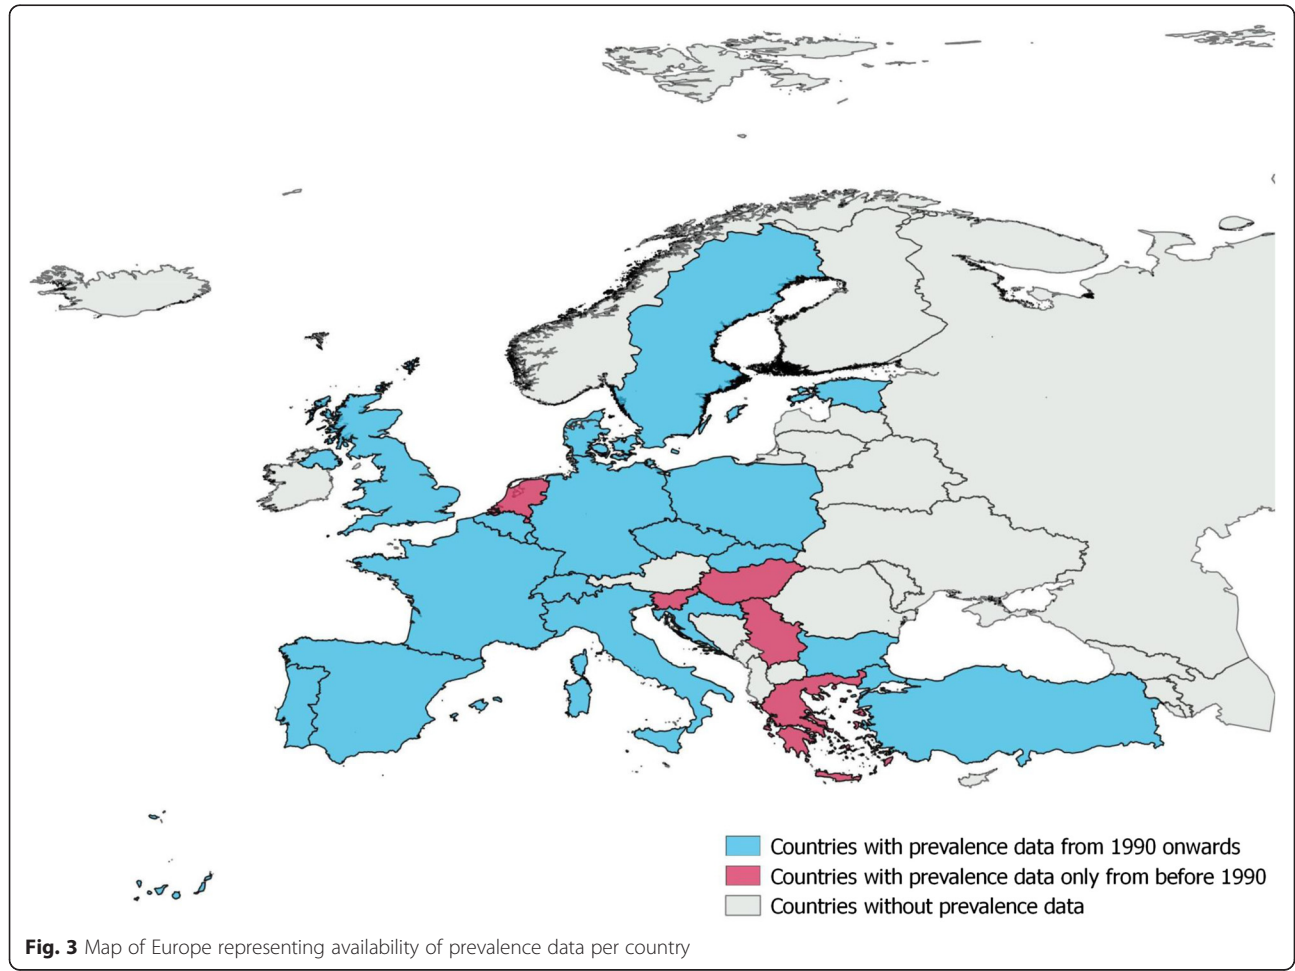 Countries with prevalence data from 1990 onwards
Countries with prevalence data only from before 1990
Countries without prevalence data
Fig. 3 Map of Europe representing availability of prevalence data per country